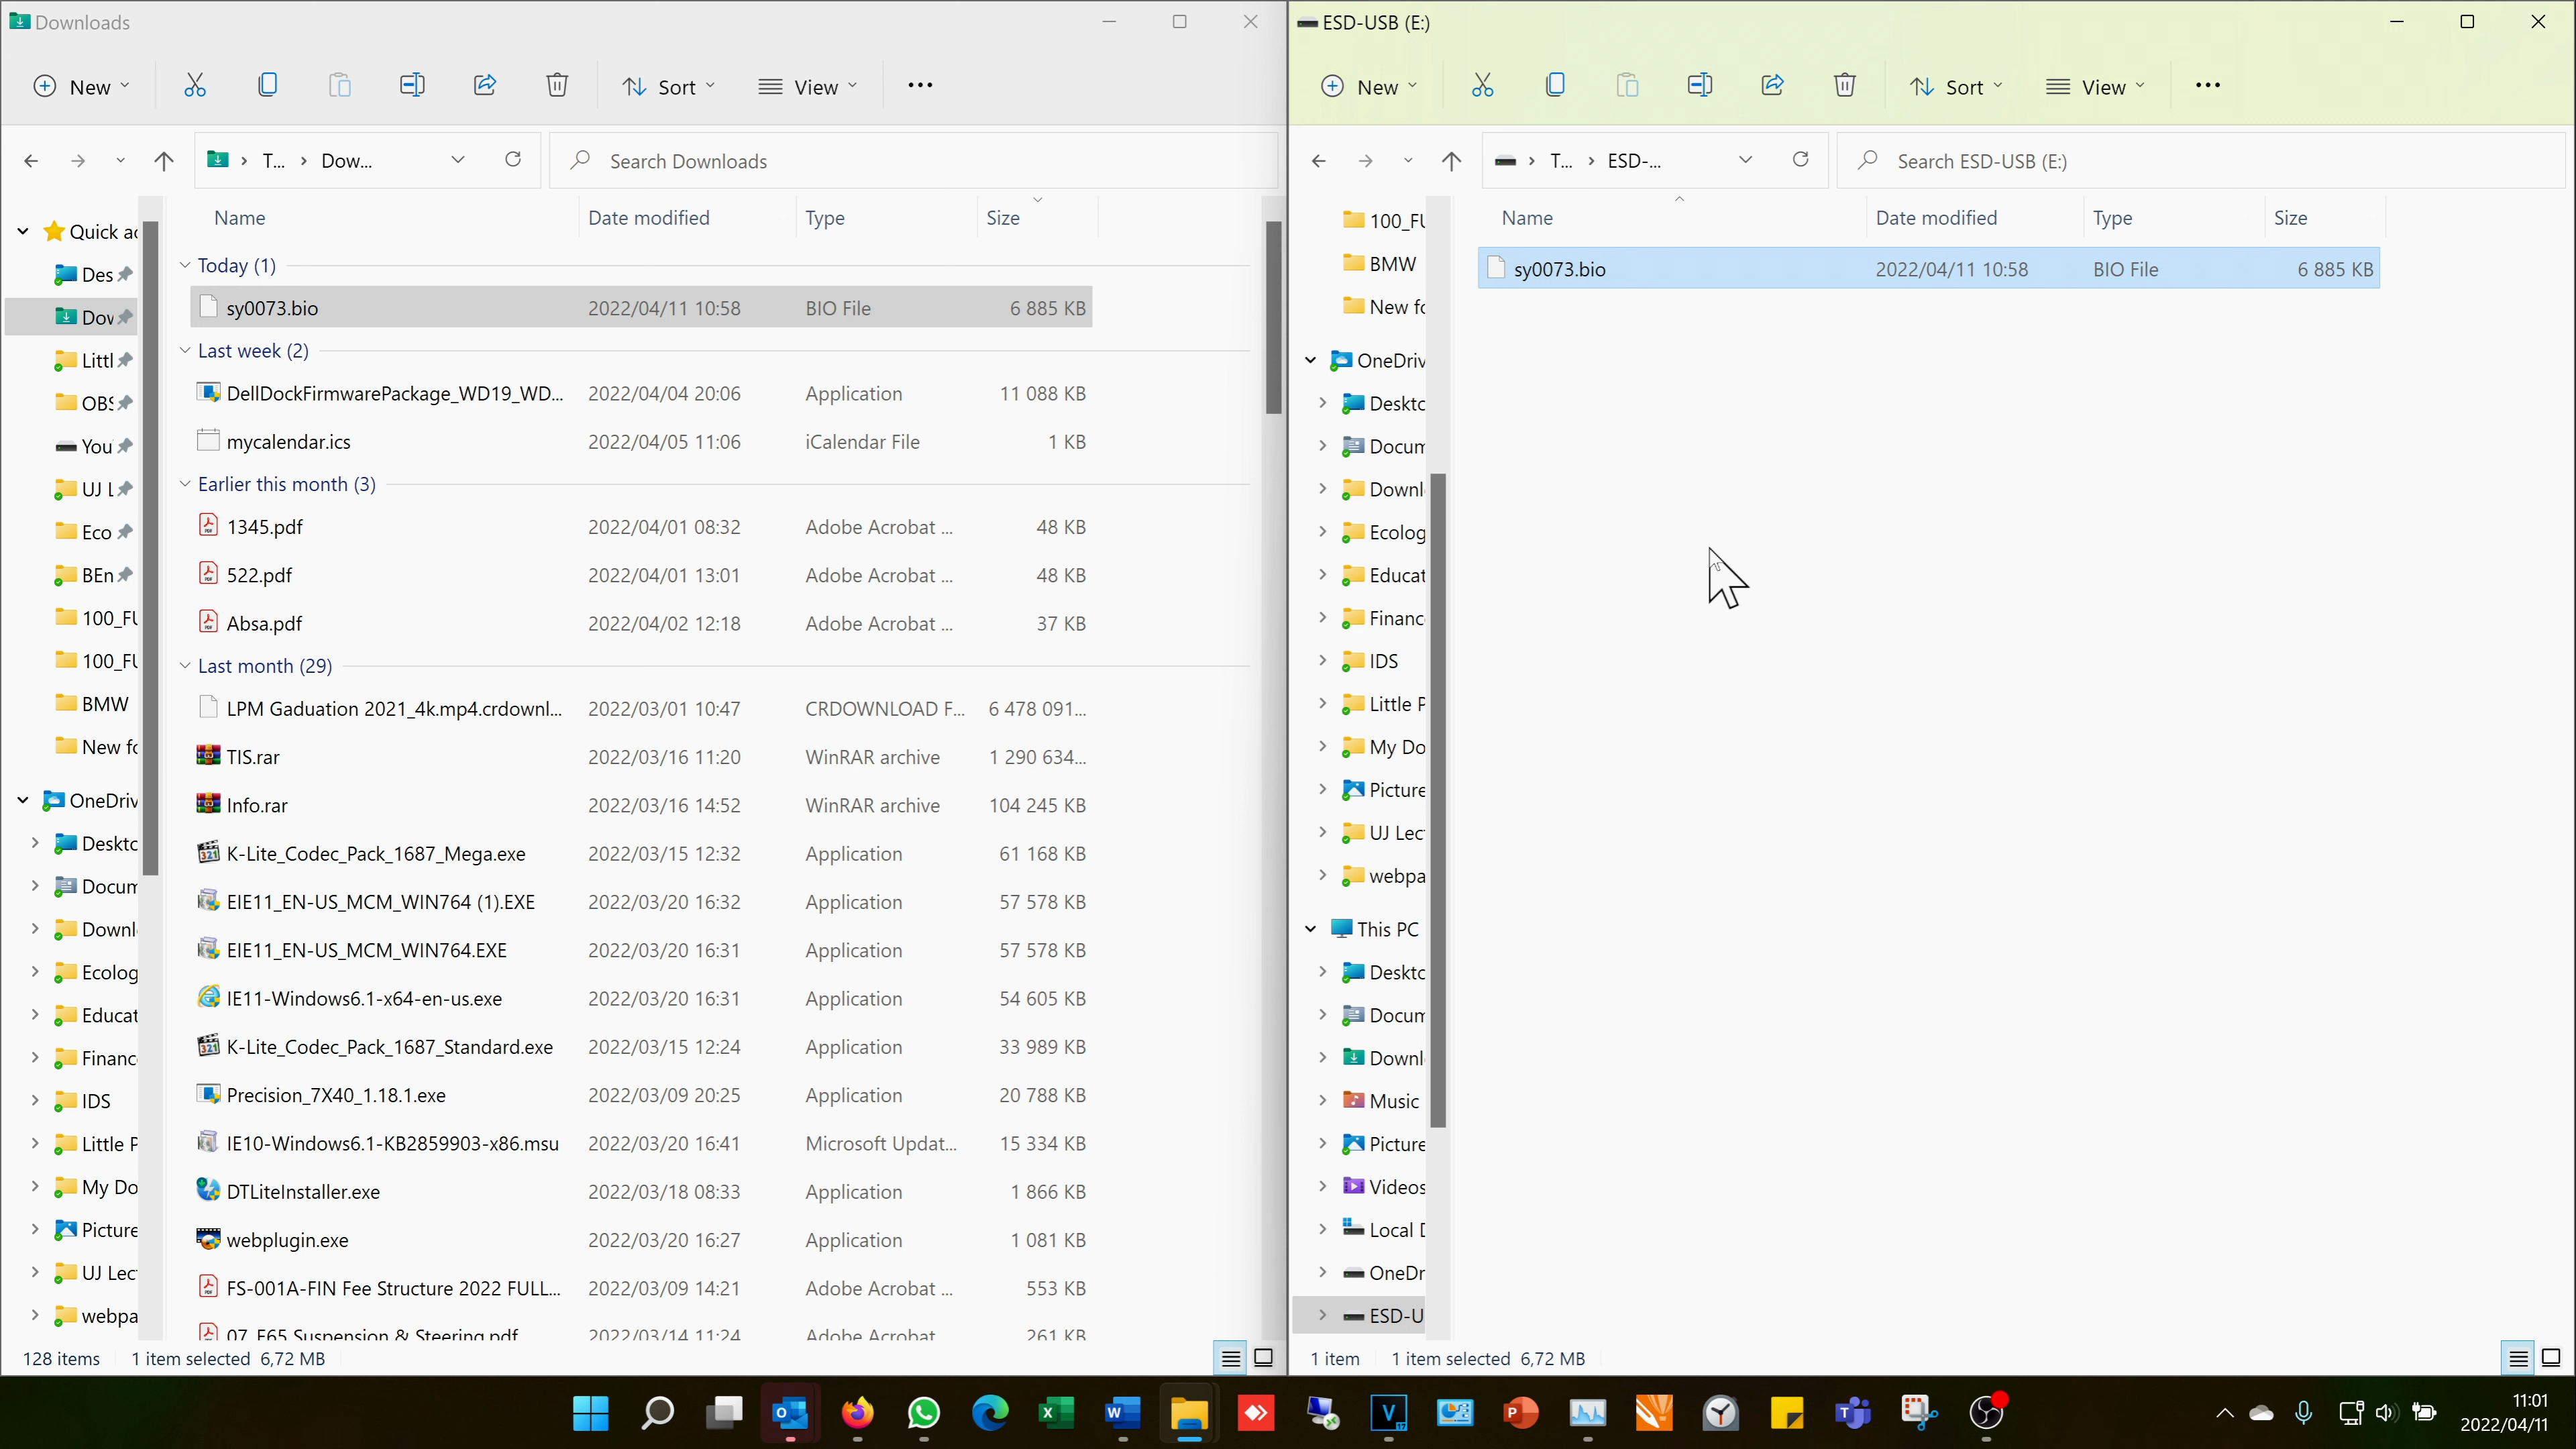 Downloads
New
Sort
View
T...
Dow...
Search Downloads
Quick ac
Des
Dov
Littl
OBS
You
UJ L
Eco
BEn
100_FU
100_FU
BMW
New fo
OneDriv
Deskto
Docum
Downl
Ecolog
Educat
Financ
IDS
Little P
My Do
Picture
UJ Lec
webpa
Name Date modified Type Size
Today (1)
sy0073.bio 2022/04/11 10:58 BIO File 6 885 KB
Last week (2)
DellDockFirmwarePackage_WD19_WD... 2022/04/04 20:06 Application 11 088 KB
mycalendar.ics 2022/04/05 11:06 iCalendar File 1 KB
Earlier this month (3)
1345.pdf 2022/04/01 08:32 Adobe Acrobat ... 48 KB
522.pdf 2022/04/01 13:01 Adobe Acrobat ... 48 KB
Absa.pdf 2022/04/02 12:18 Adobe Acrobat ... 37 KB
Last month (29)
LPM Gaduation 2021_4k.mp4.crdownl... 2022/03/01 10:47 CRDOWNLOAD F... 6 478 091...
TIS.rar 2022/03/16 11:20 WinRAR archive 1 290 634...
Info.rar 2022/03/16 14:52 WinRAR archive 104 245 KB
K-Lite_Codec_Pack_1687_Mega.exe 2022/03/15 12:32 Application 61 168 KB
EIE11_EN-US_MCM_WIN764 (1).EXE 2022/03/20 16:32 Application 57 578 KB
EIE11_EN-US_MCM_WIN764.EXE 2022/03/20 16:31 Application 57 578 KB
IE11-Windows6.1-x64-en-us.exe 2022/03/20 16:31 Application 54 605 KB
K-Lite_Codec_Pack_1687_Standard.exe 2022/03/15 12:24 Application 33 989 KB
Precision_7X40_1.18.1.exe 2022/03/09 20:25 Application 20 788 KB
IE10-Windows6.1-KB2859903-x86.msu 2022/03/20 16:41 Microsoft Updat... 15 334 KB
DTLiteInstaller.exe 2022/03/18 08:33 Application 1 866 KB
webplugin.exe 2022/03/20 16:27 Application 1 081 KB
FS-001A-FIN Fee Structure 2022 FULL... 2022/03/09 14:21 Adobe Acrobat ... 553 KB
07_E65 Suspension & Steering.pdf 2022/03/14 11:24 Adobe Acrobat 261 KB
128 items 1 item selected 6,72 MB
ESD-USB (E:)
New
Sort
View
T...
ESD-...
Search ESD-USB (E:)
100_FU
BMW
New fo
OneDriv
Deskto
Docum
Downl
Ecolog
Educat
Financ
IDS
Little P
My Do
Picture
UJ Lec
webpa
This PC
Deskto
Docum
Downl
Music
Picture
Videos
Local D
OneDr
ESD-U
Name Date modified Type Size
sy0073.bio 2022/04/11 10:58 BIO File 6 885 KB
1 item 1 item selected 6,72 MB
11:01
2022/04/11